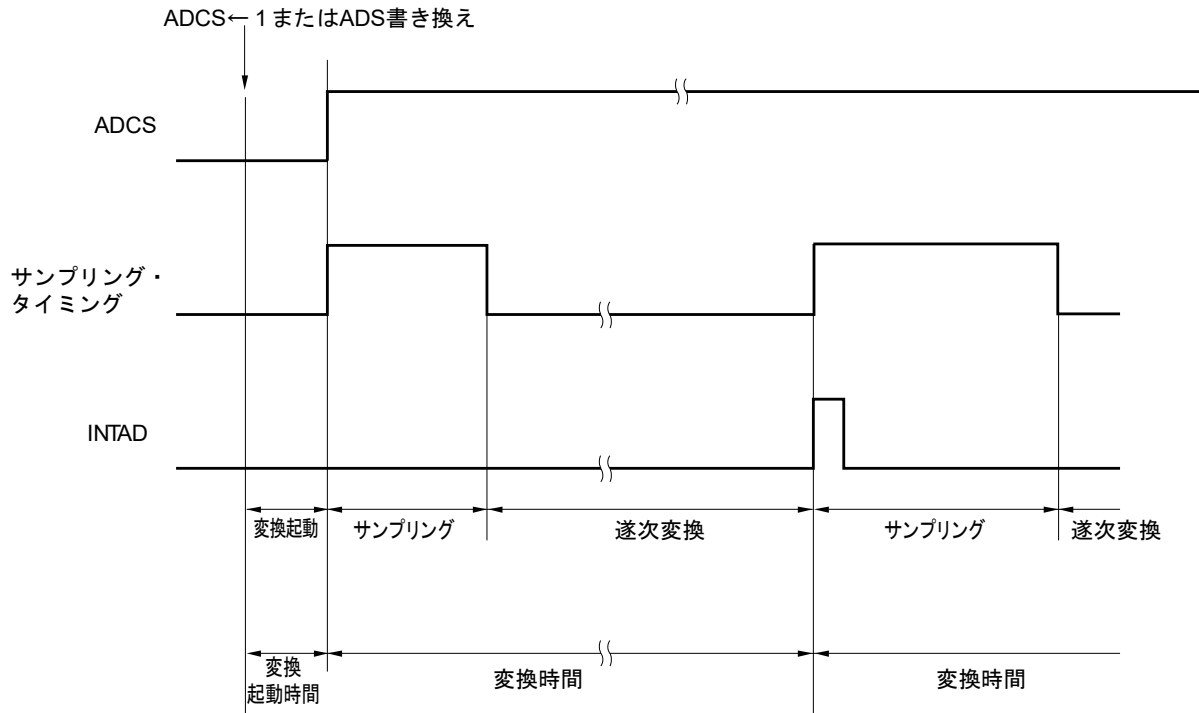 ADCS← 1 またはADS書き換え
ADCS
サンプリング・
タイミング
INTAD
変換起動
サンプリング
遂次変換
サンプリング
遂次変換
変換
起動時間
変換時間
変換時間